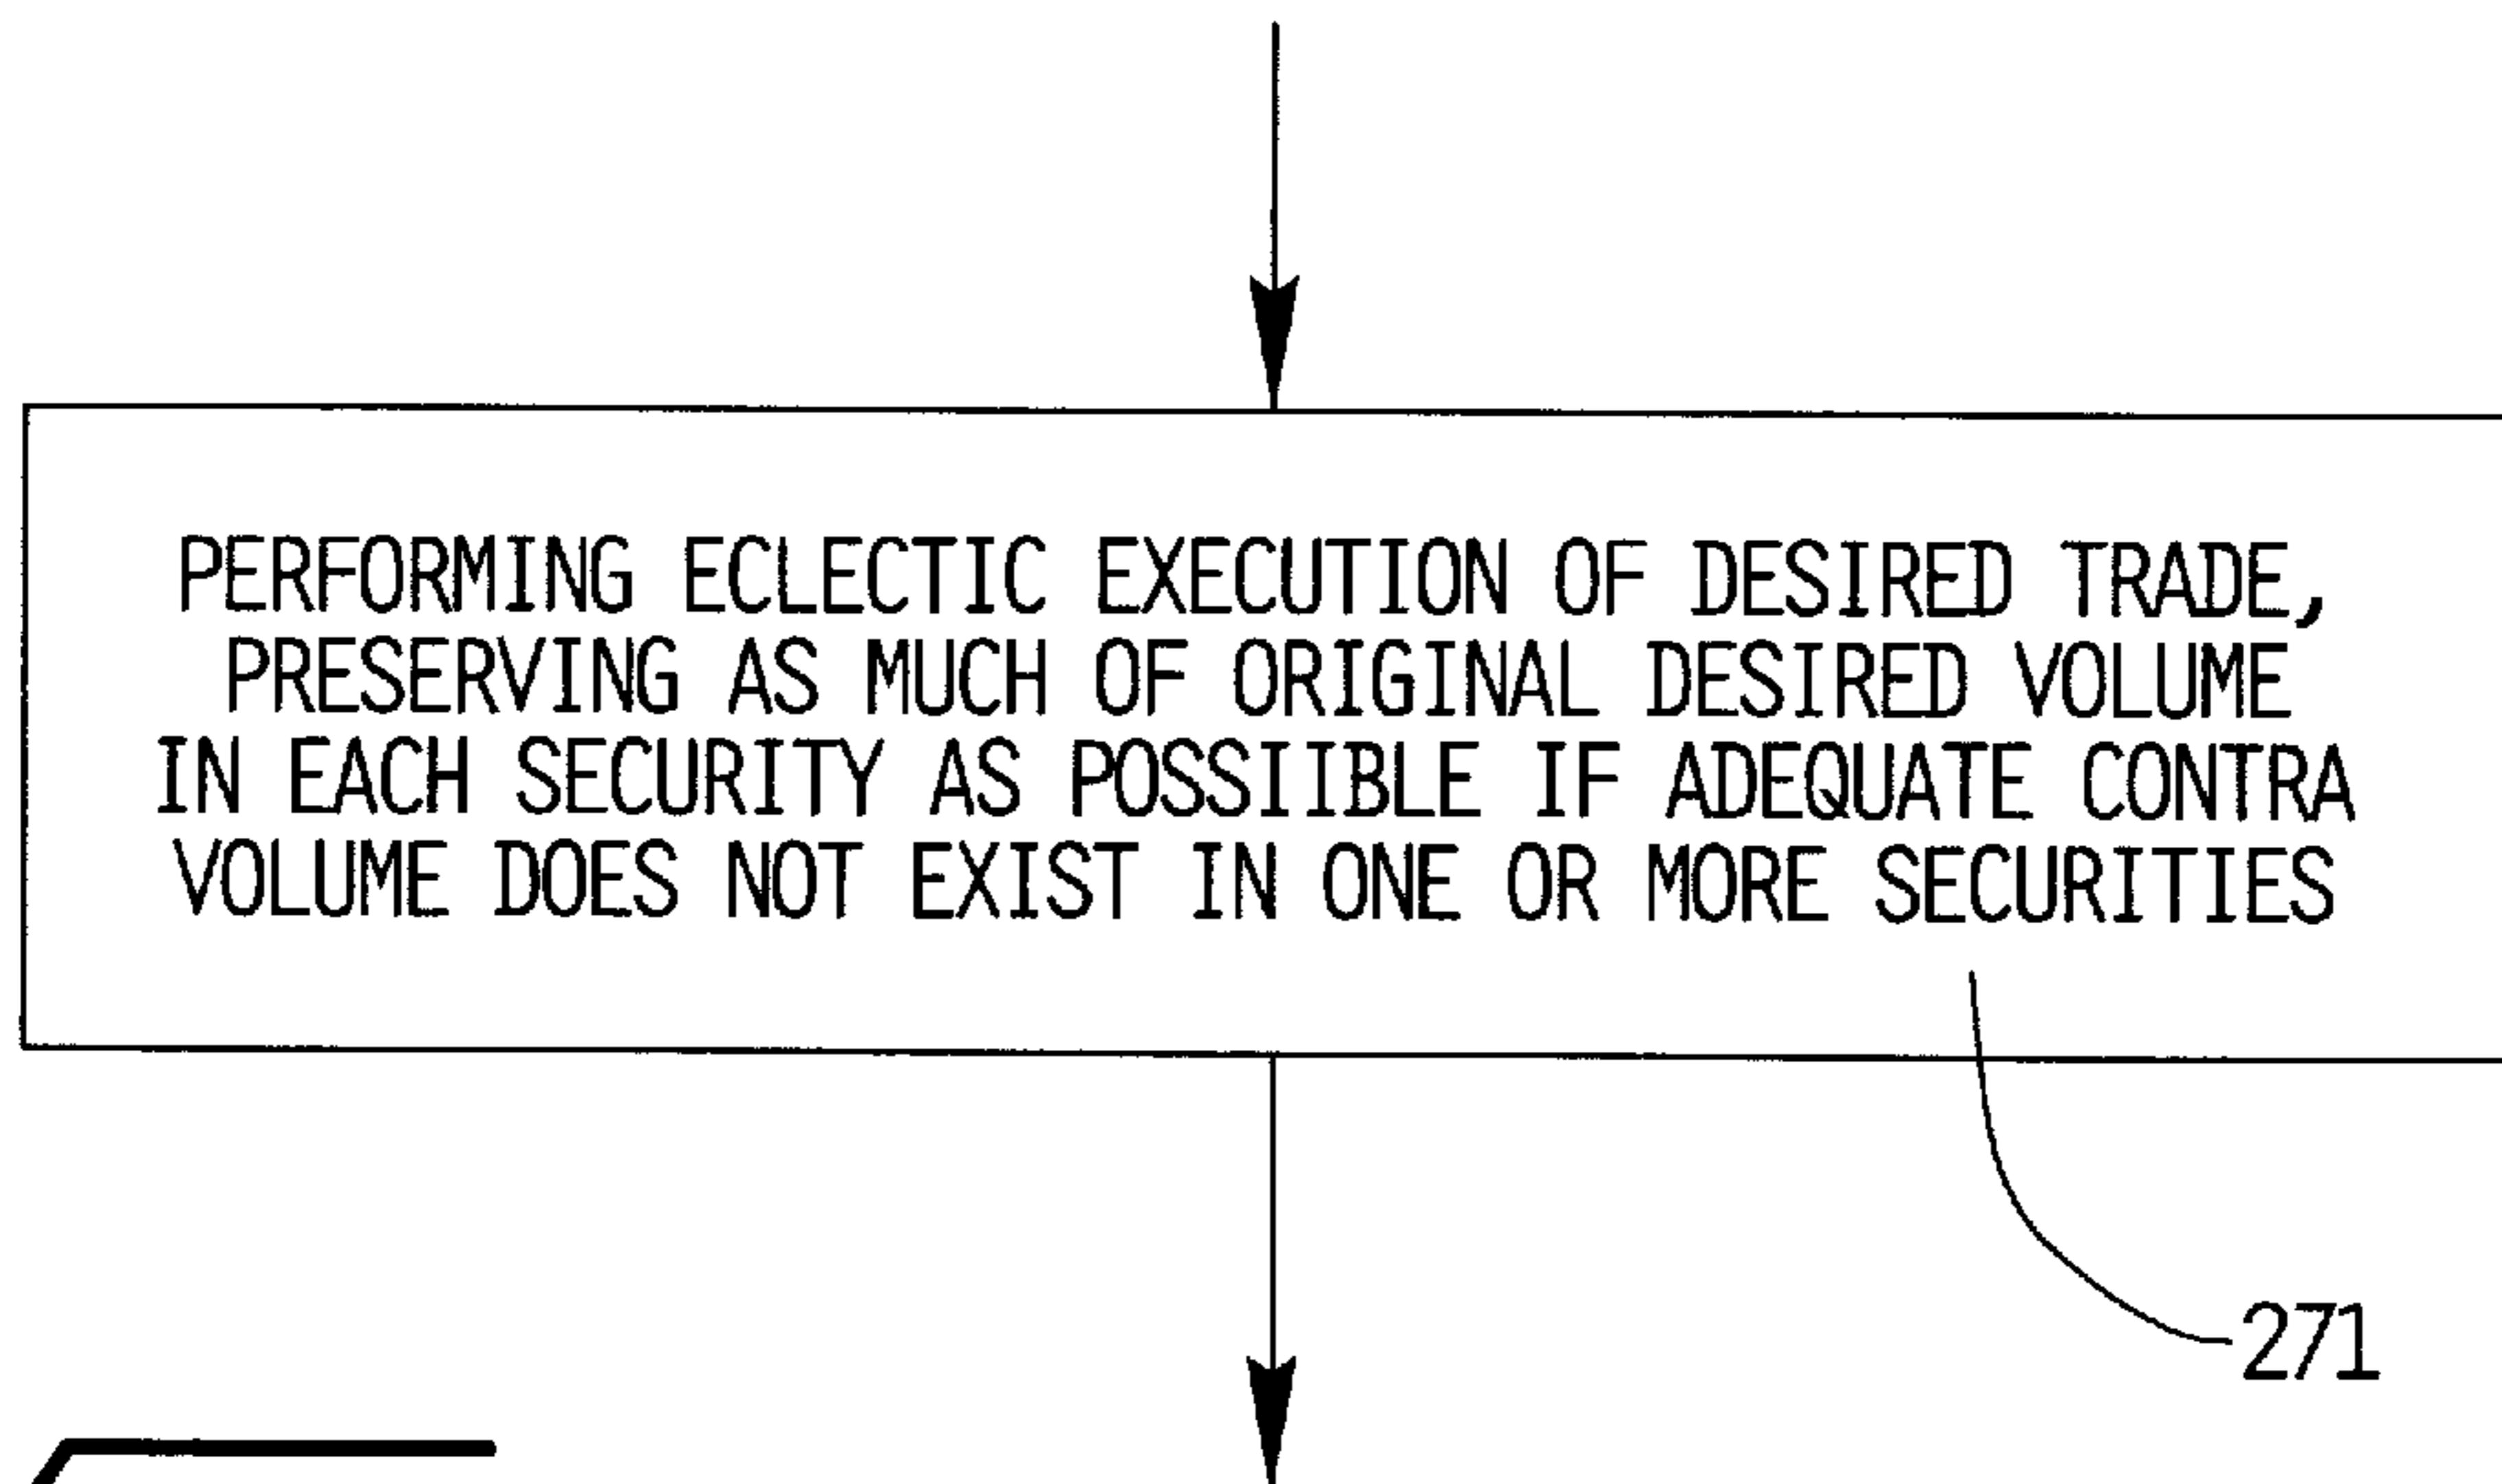 PERFORMING ECLECTIC EXECUTION OF DESIRED TRADE,
PRESERVING AS MUCH OF ORIGINAL DESIRED VOLUME
IN EACH SECURITY AS POSSIIBLE IF ADEQUATE CONTRA
VOLUME DOES NOT EXIST IN ONE OR MORE SECURITIES
271